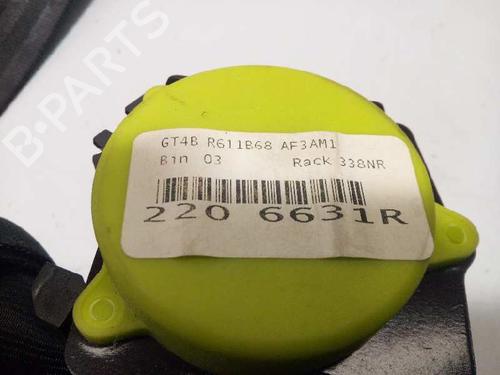 GT4B R611B68 AF3AM1
Bin 03 Rack 338NR
220 6631R
B-PARTS